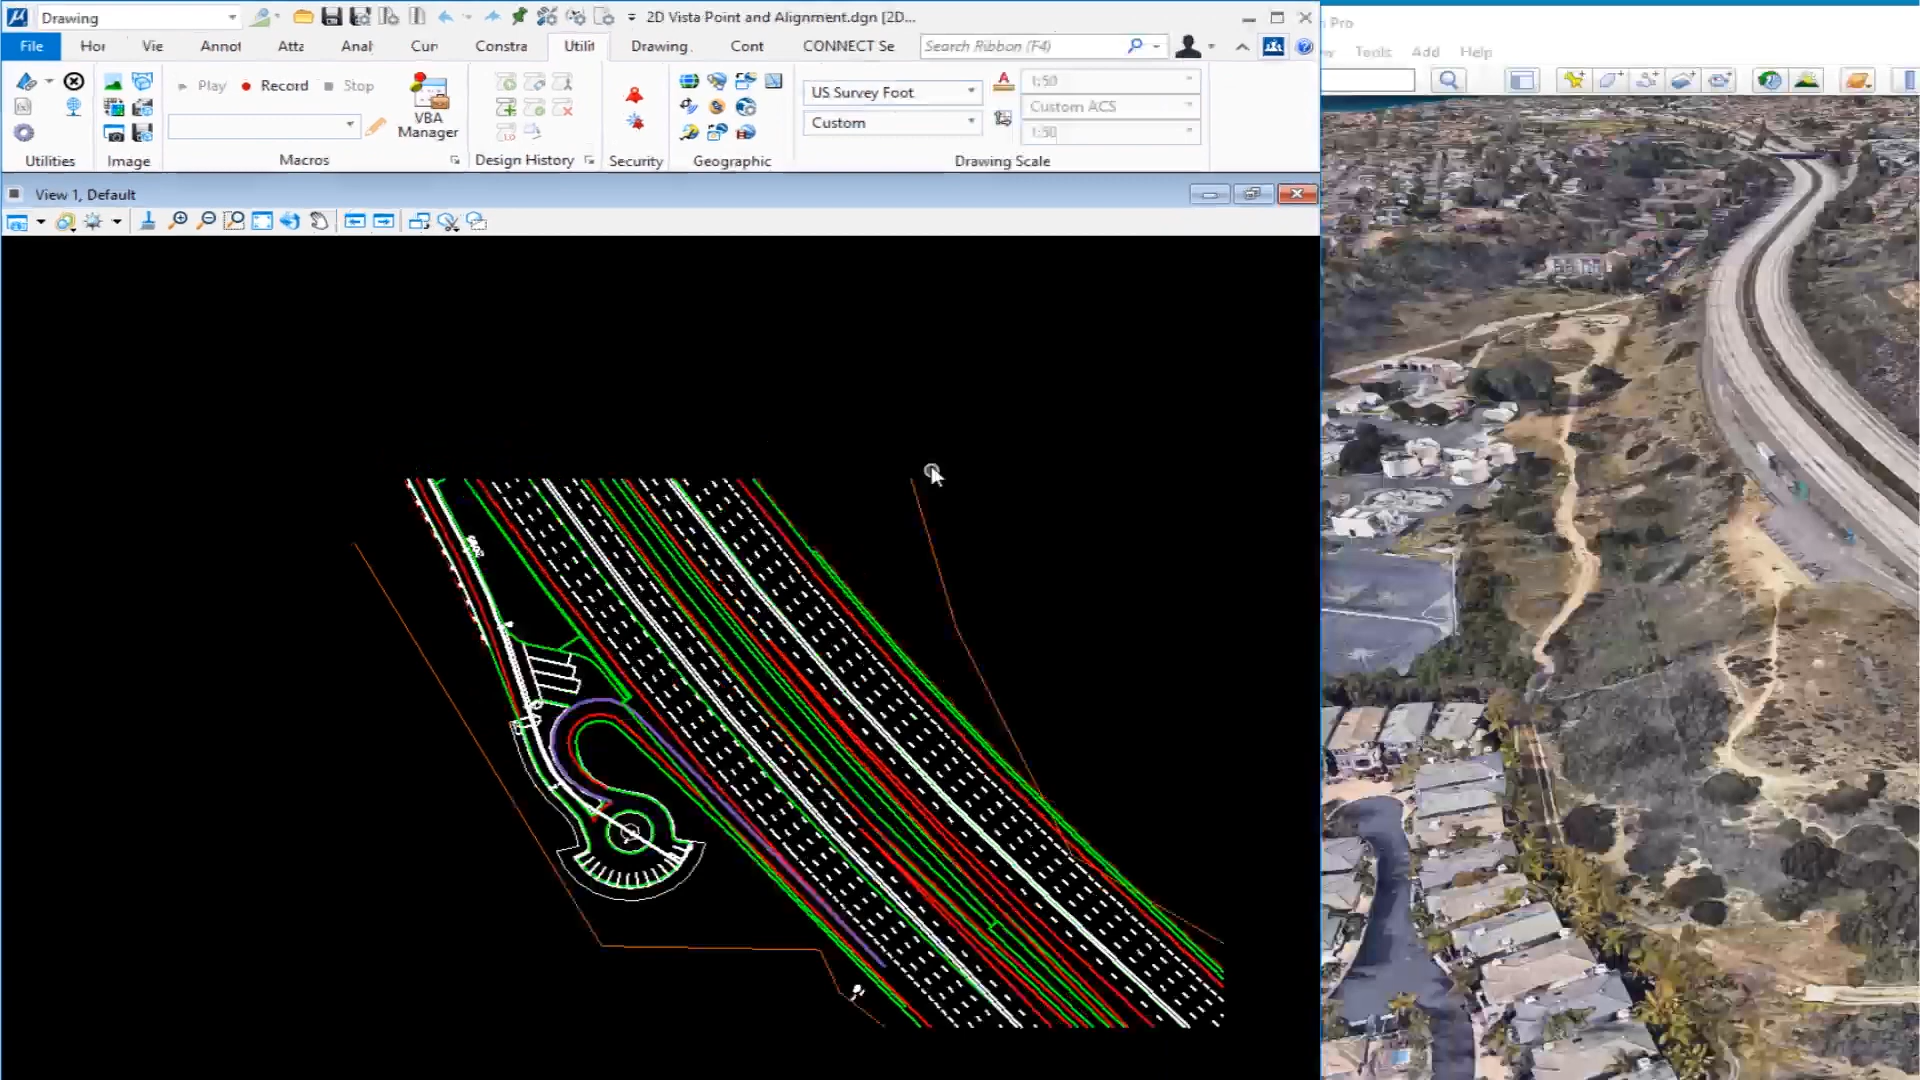 Drawing
2D Vista Point and Alignment.dgn [2D...
File
Hor
Vie
Annot
Atta
Anal
Cur
Constra
Utilit
Drawing
Cont
CONNECT Se
Search Ribbon (F4)
Play
Record
Stop
VBA
Manager
US Survey Foot
Custom
1:50
Custom ACS
1:50
Utilities
Image
Macros
Design History
Security
Geographic
Drawing Scale
View 1, Default
Pro
Tools
Add
Help